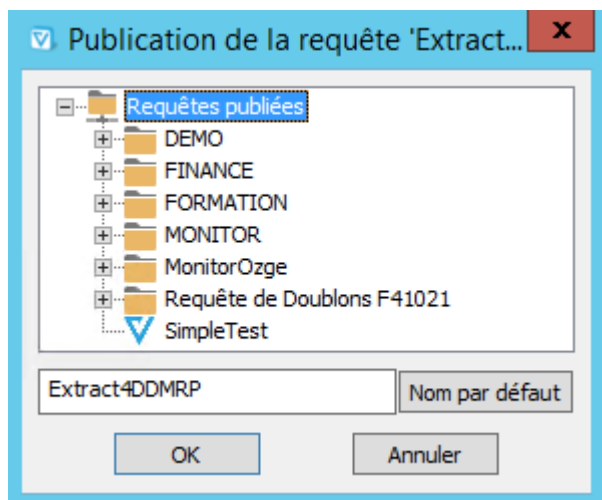 Publication de la requête 'Extract...
Requêtes publiées
DEMO
FINANCE
FORMATION
MONITOR
MonitorOzge
Requête de Doublons F41021
SimpleTest
Extract4DDMRP Nom par défaut
OK Annuler